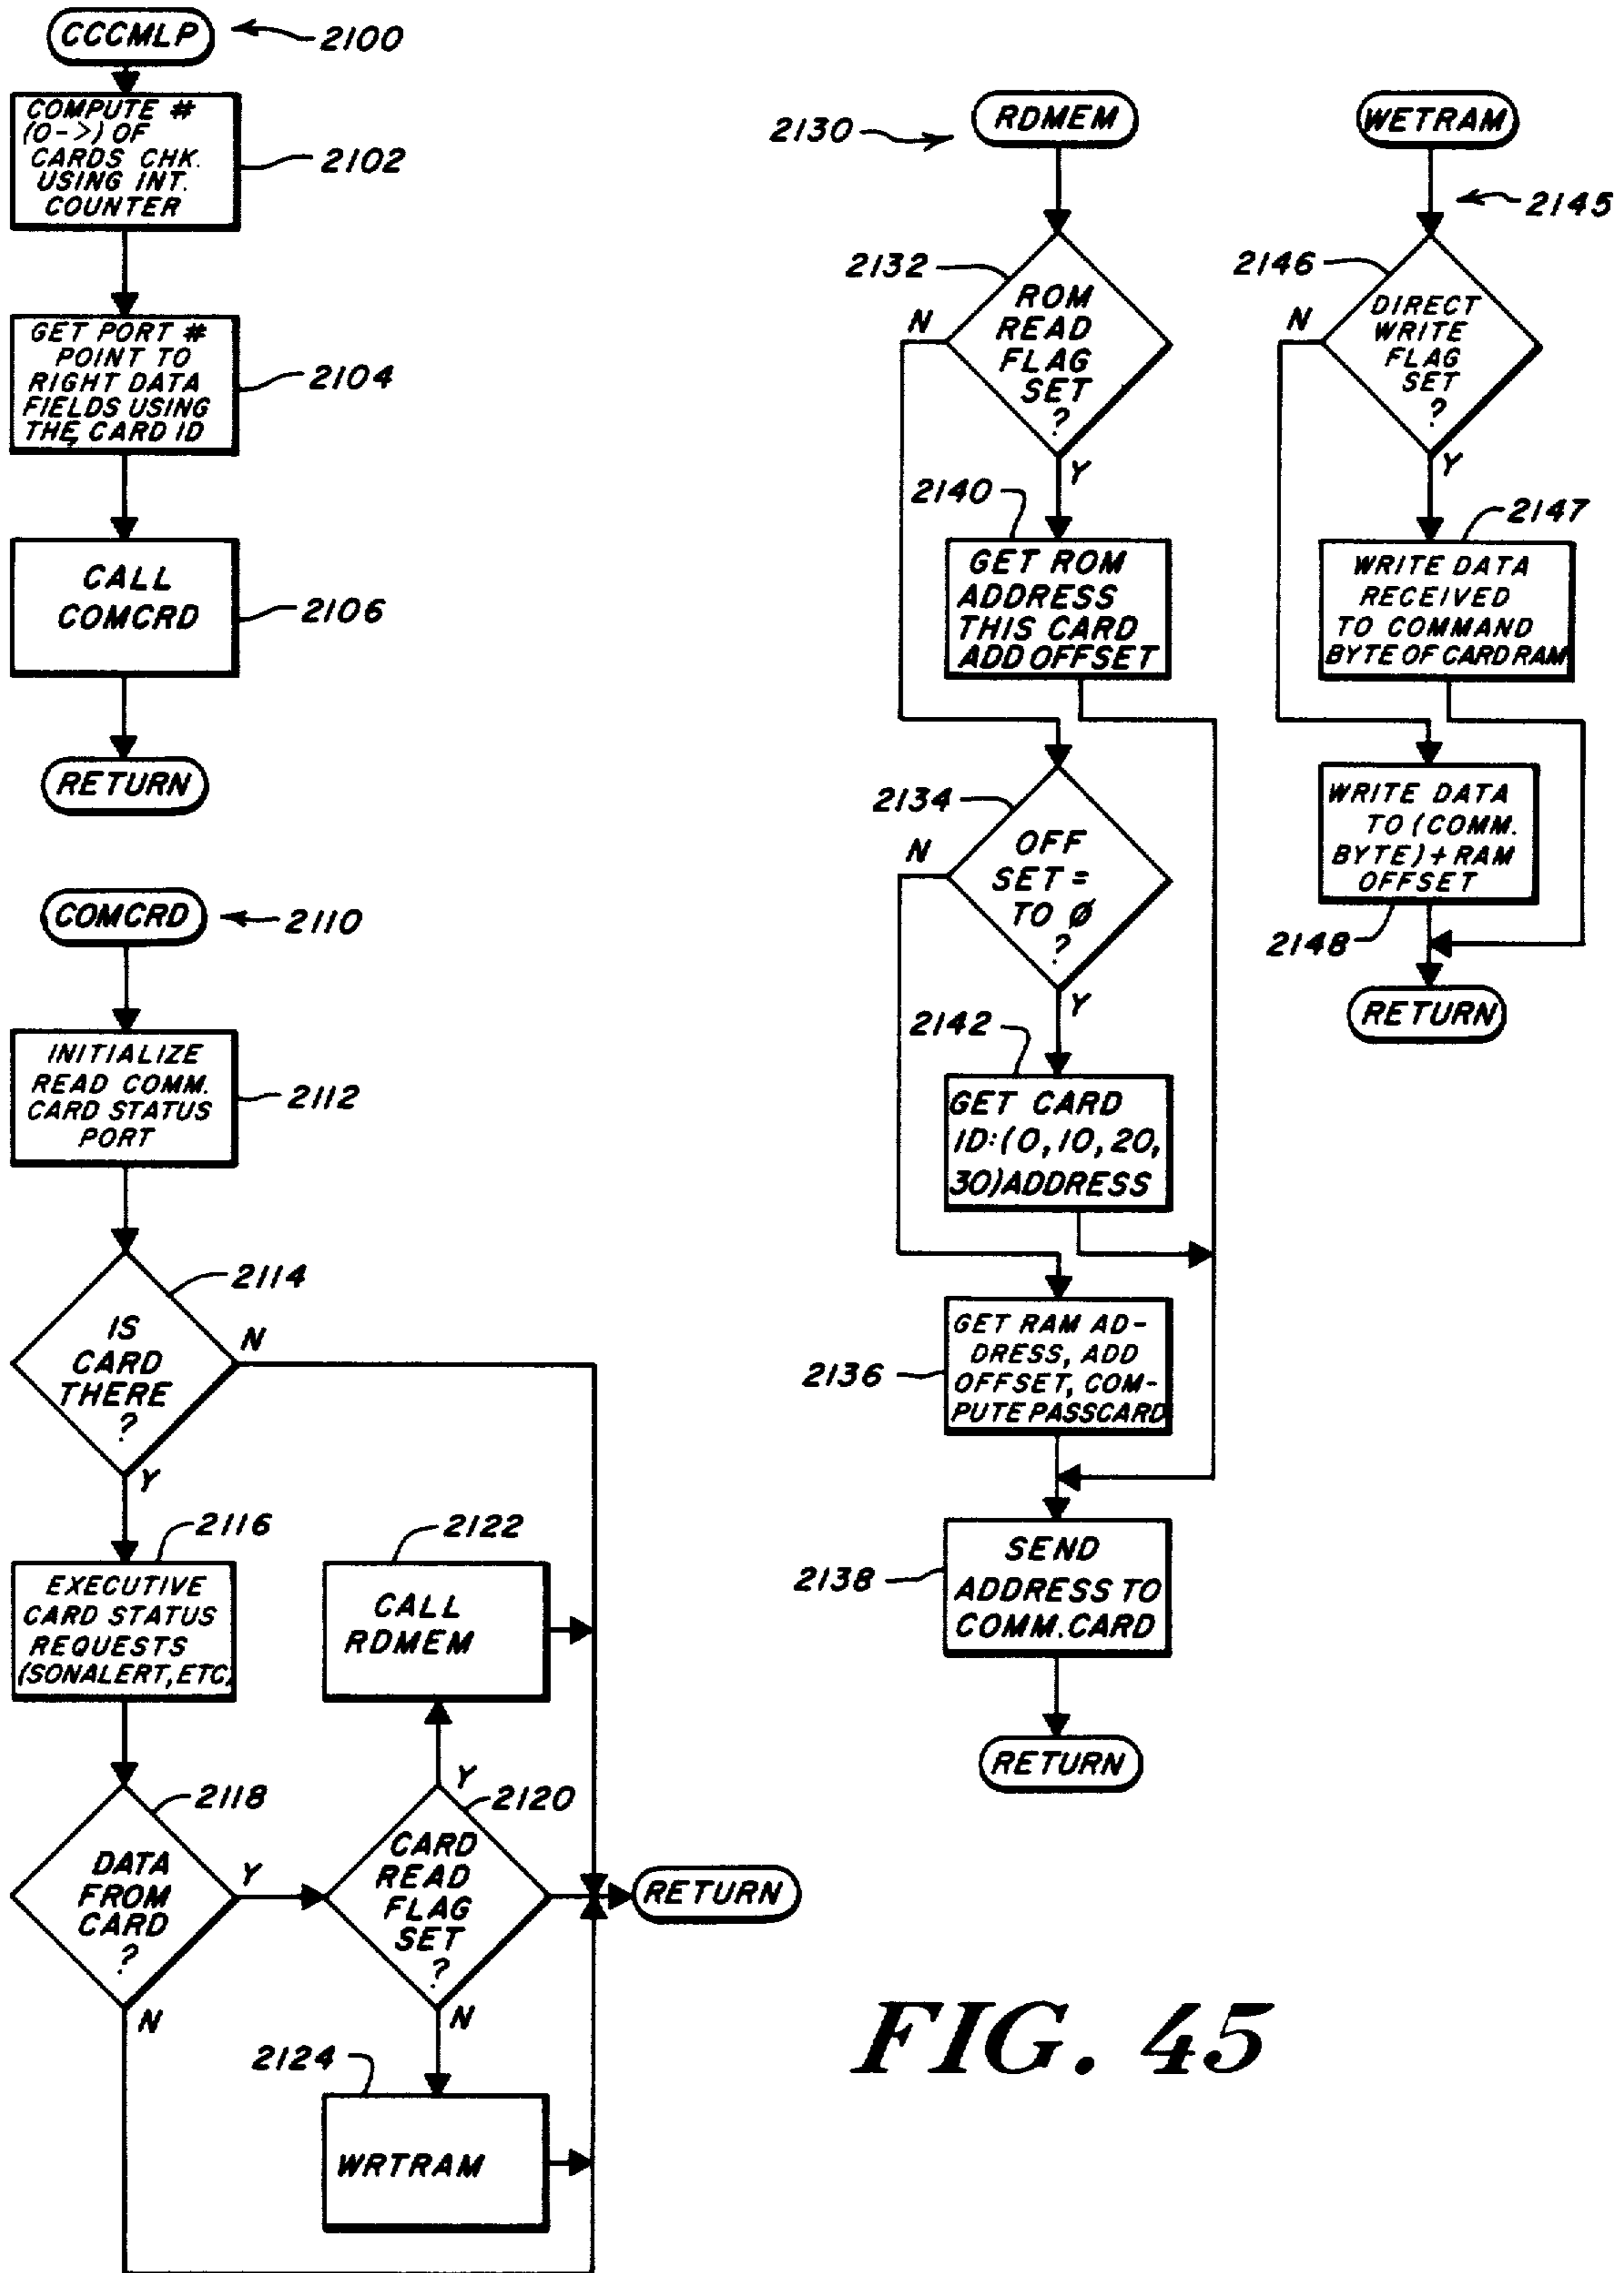 CCCMLP
2100
COMPUTE #
(0->) OF
CARDS CHK.
USING INT.
COUNTER
2102
GET PORT #
POINT TO
RIGHT DATA
FIELDS USING
THE CARD ID
2104
CALL
COMCRD
2106
RETURN
COMCRD
2110
INITIALIZE
READ COMM.
CARD STATUS
PORT
2112
IS
CARD
THERE
?
2114
N
Y
EXECUTIVE
CARD STATUS
REQUESTS
(SONALERT, ETC)
2116
DATA
FROM
CARD
?
2118
Y
N
CARD
READ
FLAG
SET
?
2120
Y
N
CALL
RDMEM
2122
WRTRAM
2124
RETURN
RDMEM
2130
ROM
READ
FLAG
SET
?
2132
N
Y
GET ROM
ADDRESS
THIS CARD
ADD OFFSET
2140
OFF
SET =
TO Ø
?
2134
N
Y
GET CARD
ID:(0,10,20,
30)ADDRESS
2142
GET RAM AD-
DRESS, ADD
OFFSET, COM-
PUTE PASSCARD
2136
SEND
ADDRESS TO
COMM.CARD
2138
RETURN
WETRAM
2145
DIRECT
WRITE
FLAG
SET
?
2146
N
Y
WRITE DATA
RECEIVED
TO COMMAND
BYTE OF CARD RAM
2147
WRITE DATA
TO (COMM.
BYTE)+RAM
OFFSET
2148
RETURN
FIG. 45